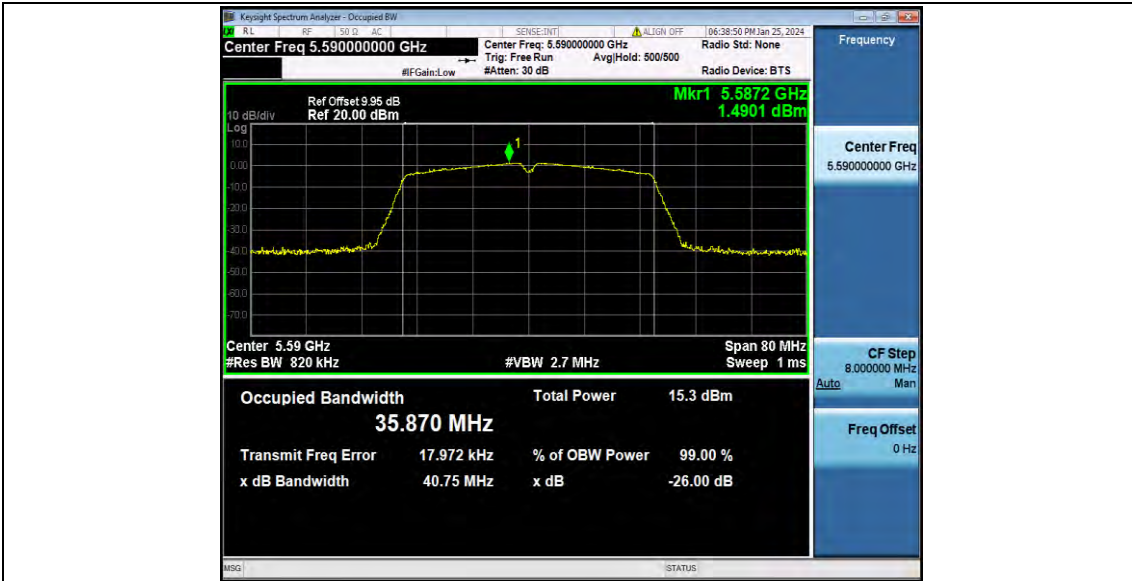 Keysight Spectrum Analyzer - Occupied BW
RL RF 50 Ω AC SENSE:INT ALIGN OFF 06:38:50 PM Jan 25, 2024
Center Freq 5.590000000 GHz
Center Freq: 5.590000000 GHz
Radio Std: None
Trig: Free Run Avg|Hold: 500/500
#IFGain:Low
#Atten: 30 dB
Radio Device: BTS
Frequency
Mkr1 5.5872 GHz
1.4901 dBm
Ref Offset 9.95 dB
10 dB/div Ref 20.00 dBm
Log
10.0
0.00
-10.0
-20.0
-30.0
-40.0
-50.0
-60.0
-70.0
1
Center 5.59 GHz Span 80 MHz
#Res BW 820 kHz #VBW 2.7 MHz Sweep 1 ms
Occupied Bandwidth Total Power 15.3 dBm
35.870 MHz
Transmit Freq Error 17.972 kHz % of OBW Power 99.00 %
x dB Bandwidth 40.75 MHz x dB -26.00 dB
Center Freq
5.590000000 GHz
CF Step
8.000000 MHz
Auto Man
Freq Offset
0 Hz
MSG STATUS